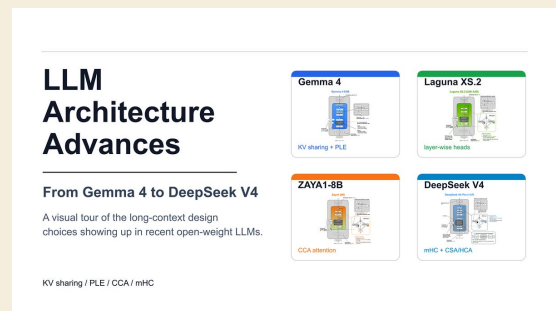 LLM
Architecture
Advances
From Gemma 4 to DeepSeek V4
A visual tour of the long-context design
choices showing up in recent open-weight LLMs.
KV sharing / PLE / CCA / mHC
Gemma 4
KV sharing + PLE
Laguna XS.2
layer-wise heads
ZAYA1-8B
CCA attention
DeepSeek V4
mHC + CSA/HCA